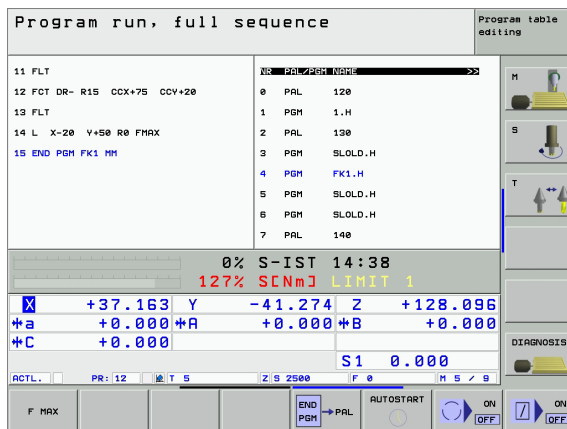 Program run, full sequence
Program table
editing
11 FLT
12 FCT DR- R15 CCX+75 CCY+20
13 FLT
14 L X-20 Y+50 R0 FMAX
15 END PGM FK1 MM
NR PAL/PGM NAME >>
0 PAL 120
1 PGM 1.H
2 PAL 130
3 PGM SLOLD.H
4 PGM FK1.H
5 PGM SLOLD.H
6 PGM SLOLD.H
7 PAL 140
M
S
T
DIAGNOSIS
0% S-IST 14:38
127% S[Nm] LIMIT 1
X +37.163 Y -41.274 Z +128.096
*a +0.000 *A +0.000 *B +0.000
*C +0.000
S1 0.000
ACTL. PR: 12 T 5 Z S 2500 F 0 M 5 / 9
F MAX
END PGM → PAL
AUTOSTART
ON
OFF
ON
OFF